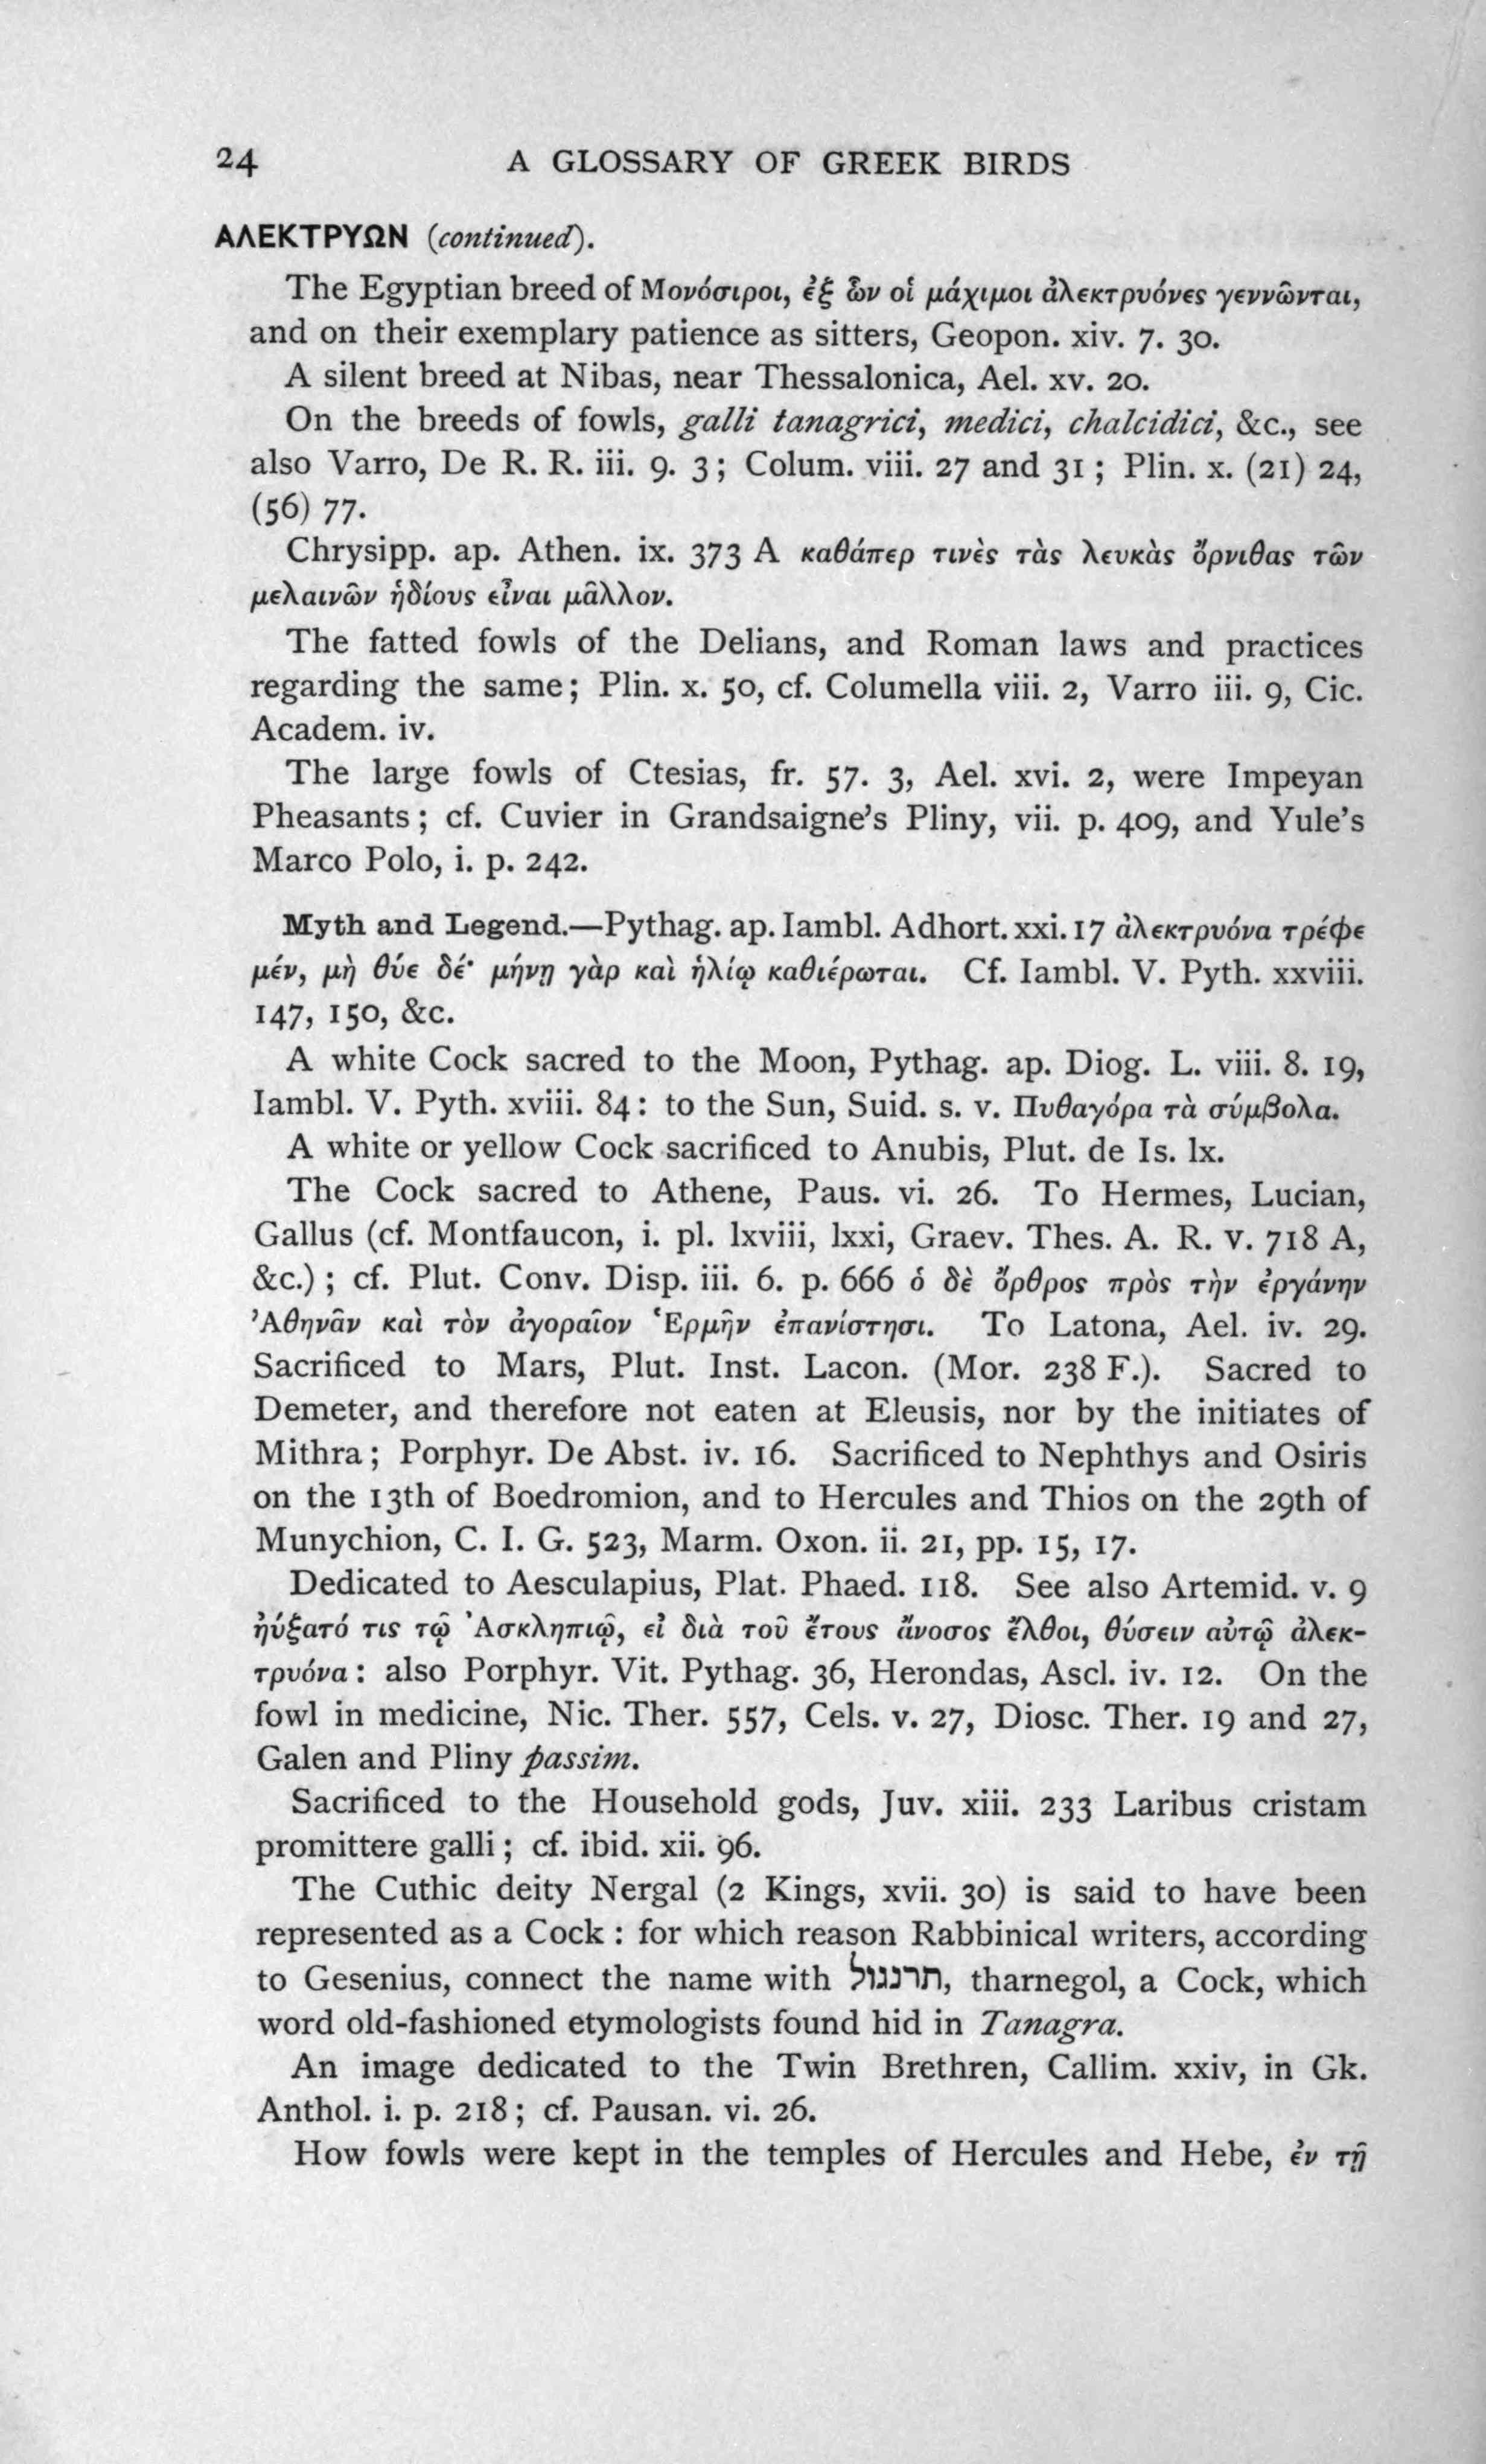 24 A GLOSSARY OF GREEK BIRDS
ΑΛΕΚΤΡΥΩΝ (continued).
The Egyptian breed of Μονόσιροι, ἐξ ὧν οἱ μάχιμοι ἀλεκτρυόνες γεννῶνται,
and on their exemplary patience as sitters, Geopon. xiv. 7. 30.
A silent breed at Nibas, near Thessalonica, Ael. xv. 20.
On the breeds of fowls, galli tanagrici, medici, chalcidici, &c., see
also Varro, De R. R. iii. 9. 3; Colum. viii. 27 and 31; Plin. x. (21) 24,
(56) 77.
Chrysipp. ap. Athen. ix. 373 A καθάπερ τινὲς τὰς λευκὰς ὄρνιθας τῶν
μελαινῶν ἡδίους εἶναι μᾶλλον.
The fatted fowls of the Delians, and Roman laws and practices
regarding the same; Plin. x. 50, cf. Columella viii. 2, Varro iii. 9, Cic.
Academ. iv.
The large fowls of Ctesias, fr. 57. 3, Ael. xvi. 2, were Impeyan
Pheasants; cf. Cuvier in Grandsaigne's Pliny, vii. p. 409, and Yule's
Marco Polo, i. p. 242.
Myth and Legend.—Pythag. ap. Iambl. Adhort. xxi. 17 ἀλεκτρυόνα τρέφε
μέν, μὴ θύε δέ· μήνῃ γὰρ καὶ ἡλίῳ καθιέρωται. Cf. Iambl. V. Pyth. xxviii.
147, 150, &c.
A white Cock sacred to the Moon, Pythag. ap. Diog. L. viii. 8. 19,
Iambl. V. Pyth. xviii. 84: to the Sun, Suid. s. v. Πυθαγόρα τὰ σύμβολα.
A white or yellow Cock sacrificed to Anubis, Plut. de Is. lx.
The Cock sacred to Athene, Paus. vi. 26. To Hermes, Lucian,
Gallus (cf. Montfaucon, i. pl. lxviii, lxxi, Graev. Thes. A. R. v. 718 A,
&c.); cf. Plut. Conv. Disp. iii. 6. p. 666 ὁ δὲ ὄρθρος πρὸς τὴν ἐργάνην
Ἀθηνᾶν καὶ τὸν ἀγοραῖον Ἑρμῆν ἐπανίστησι. To Latona, Ael. iv. 29.
Sacrificed to Mars, Plut. Inst. Lacon. (Mor. 238 F.). Sacred to
Demeter, and therefore not eaten at Eleusis, nor by the initiates of
Mithra; Porphyr. De Abst. iv. 16. Sacrificed to Nephthys and Osiris
on the 13th of Boedromion, and to Hercules and Thios on the 29th of
Munychion, C. I. G. 523, Marm. Oxon. ii. 21, pp. 15, 17.
Dedicated to Aesculapius, Plat. Phaed. 118. See also Artemid. v. 9
ηὔξατό τις τῷ Ἀσκληπιῷ, εἰ διὰ τοῦ ἔτους ἄνοσος ἔλθοι, θύσειν αὐτῷ ἀλεκ-
τρυόνα: also Porphyr. Vit. Pythag. 36, Herondas, Ascl. iv. 12. On the
fowl in medicine, Nic. Ther. 557, Cels. v. 27, Diosc. Ther. 19 and 27,
Galen and Pliny passim.
Sacrificed to the Household gods, Juv. xiii. 233 Laribus cristam
promittere galli; cf. ibid. xii. 96.
The Cuthic deity Nergal (2 Kings, xvii. 30) is said to have been
represented as a Cock: for which reason Rabbinical writers, according
to Gesenius, connect the name with תרנגול, tharnegol, a Cock, which
word old-fashioned etymologists found hid in Tanagra.
An image dedicated to the Twin Brethren, Callim. xxiv, in Gk.
Anthol. i. p. 218; cf. Pausan. vi. 26.
How fowls were kept in the temples of Hercules and Hebe, ἐν τῇ